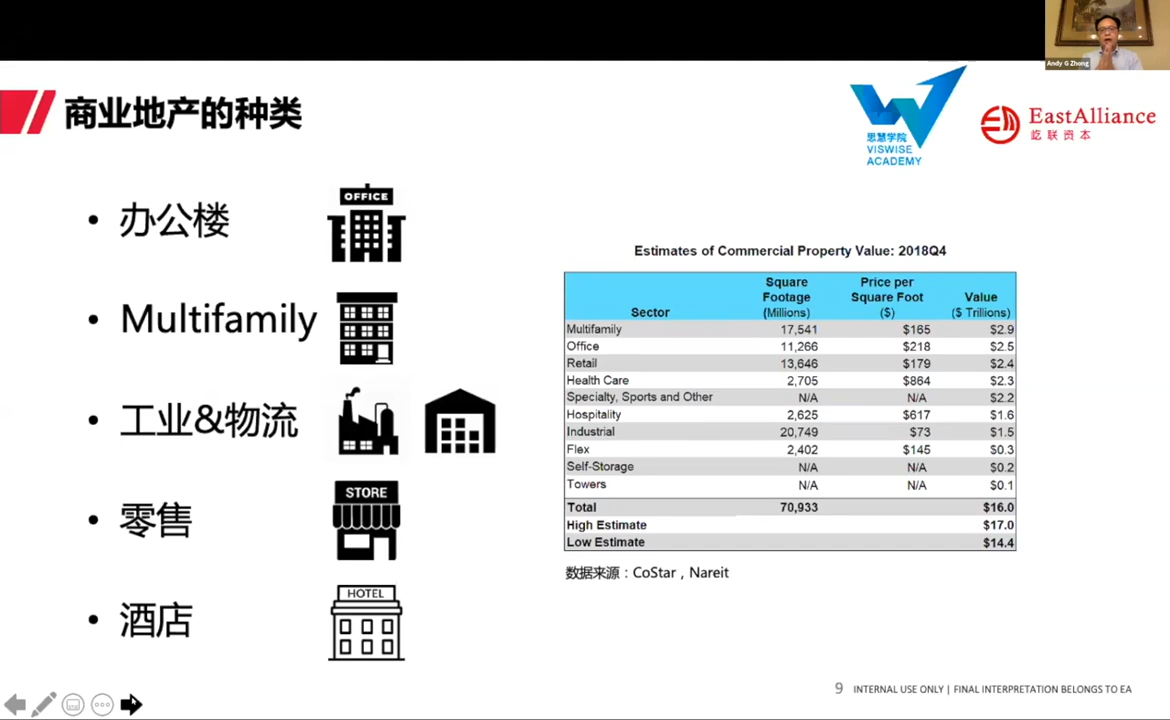 Andy G Zhong
商业地产的种类
思慧学院
VISWISE
ACADEMY
EastAlliance
屹联资本
• 办公楼
OFFICE
• Multifamily
• 工业&物流
• 零售
STORE
• 酒店
HOTEL
Estimates of Commercial Property Value: 2018Q4
Sector Square Footage (Millions) Price per Square Foot ($) Value ($ Trillions)
Multifamily 17,541 $165 $2.9
Office 11,266 $218 $2.5
Retail 13,646 $179 $2.4
Health Care 2,705 $864 $2.3
Specialty, Sports and Other N/A N/A $2.2
Hospitality 2,625 $617 $1.6
Industrial 20,749 $73 $1.5
Flex 2,402 $145 $0.3
Self-Storage N/A N/A $0.2
Towers N/A N/A $0.1
Total 70,933 $16.0
High Estimate $17.0
Low Estimate $14.4
数据来源：CoStar，Nareit
9 INTERNAL USE ONLY | FINAL INTERPRETATION BELONGS TO EA